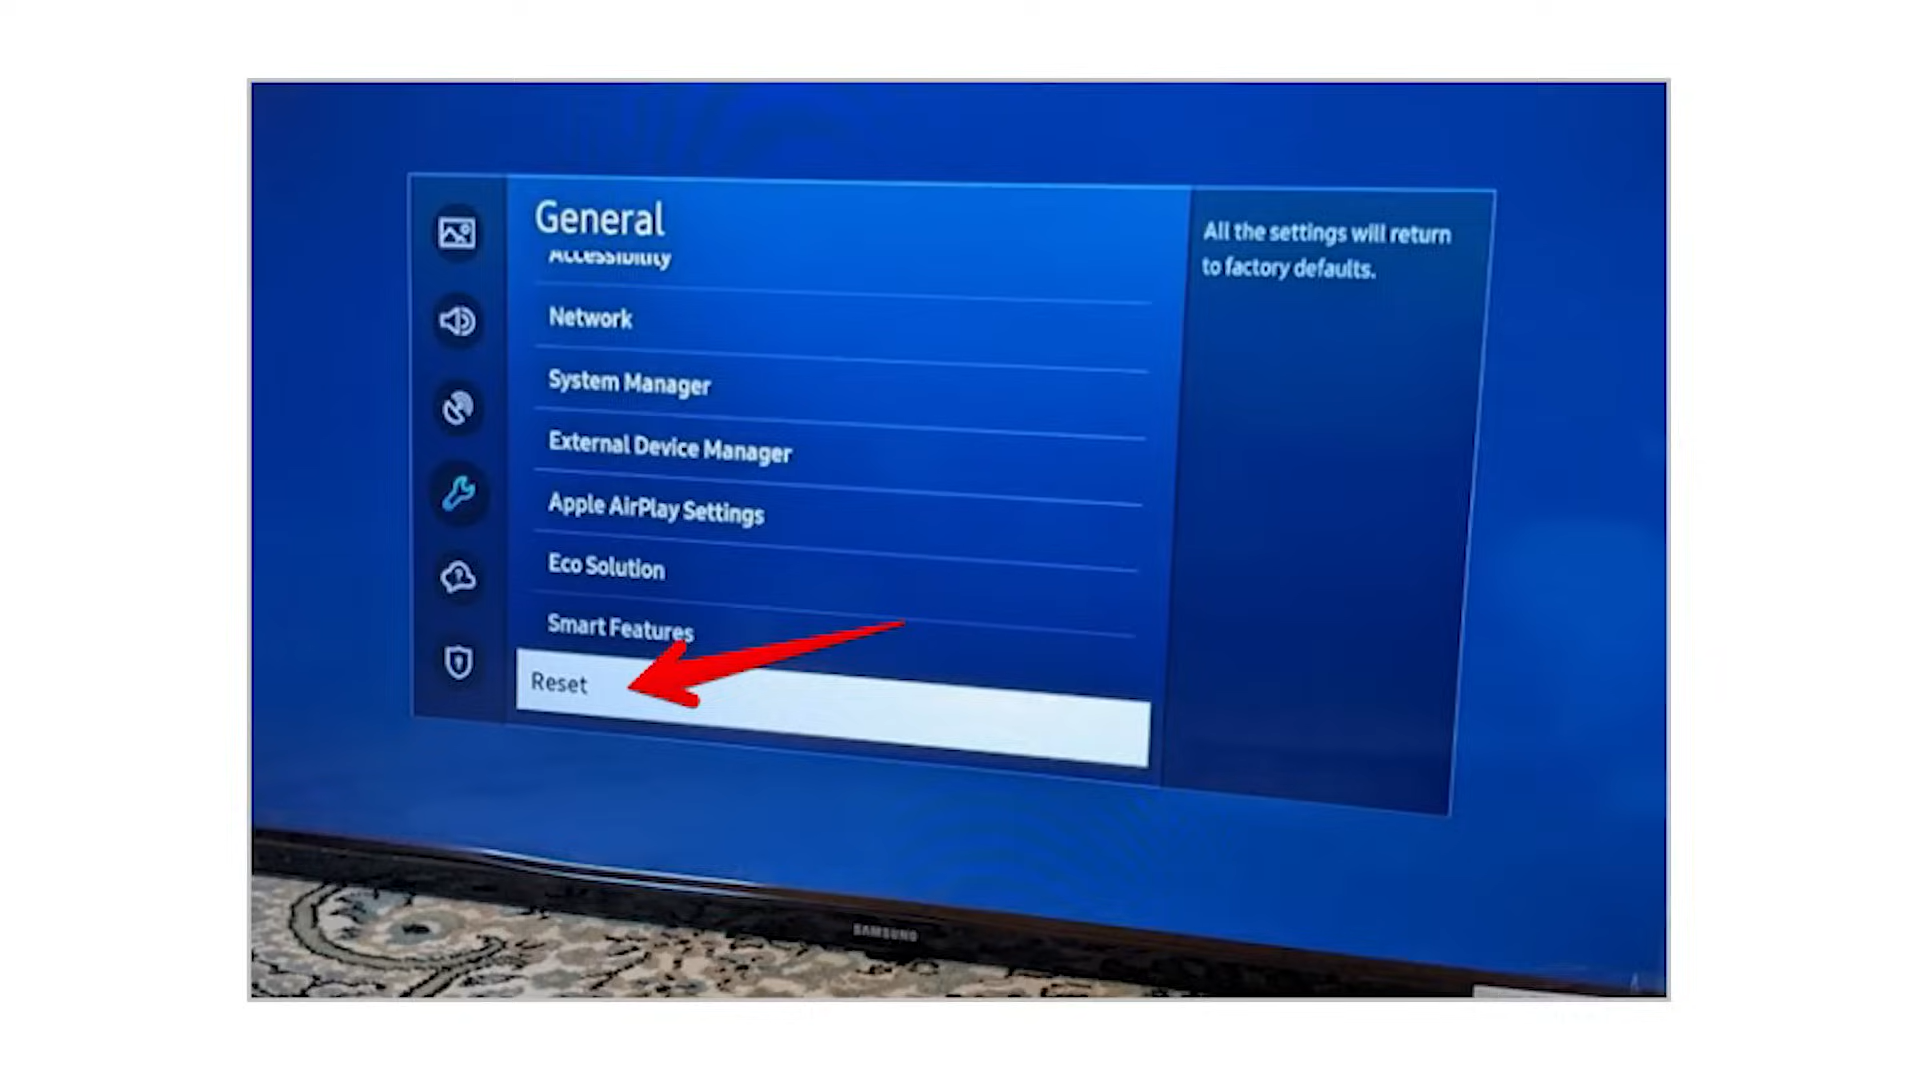 General
Accessibility
Network
System Manager
External Device Manager
Apple AirPlay Settings
Eco Solution
Smart Features
Reset
All the settings will return
to factory defaults.
SAMSUNG